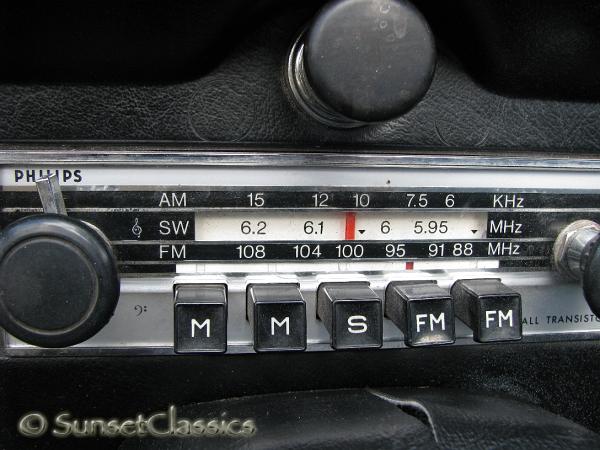 PHILIPS
AM 15 12 10 7.5 6 KHz
SW 6.2 6.1 6 5.95 MHz
FM 108 104 100 95 91 88 MHz
M M S FM FM
ALL TRANSISTO
© SunsetClassics